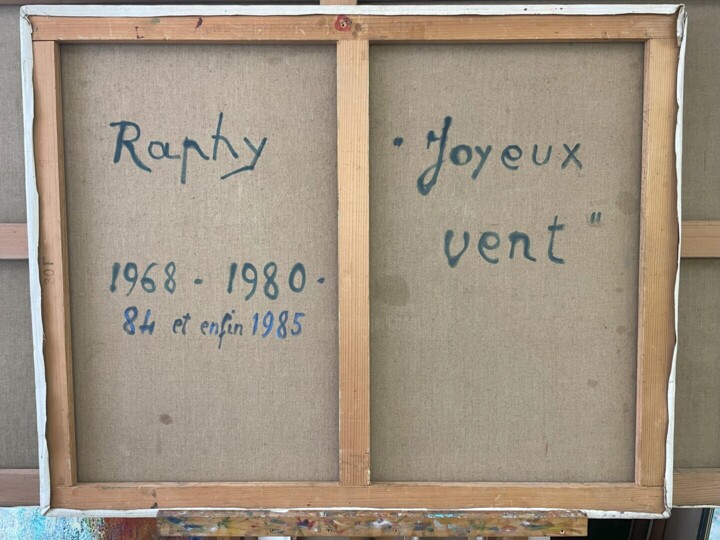 Raphy
1968 - 1980.
84 et enfin 1985
"Joyeux
vent"